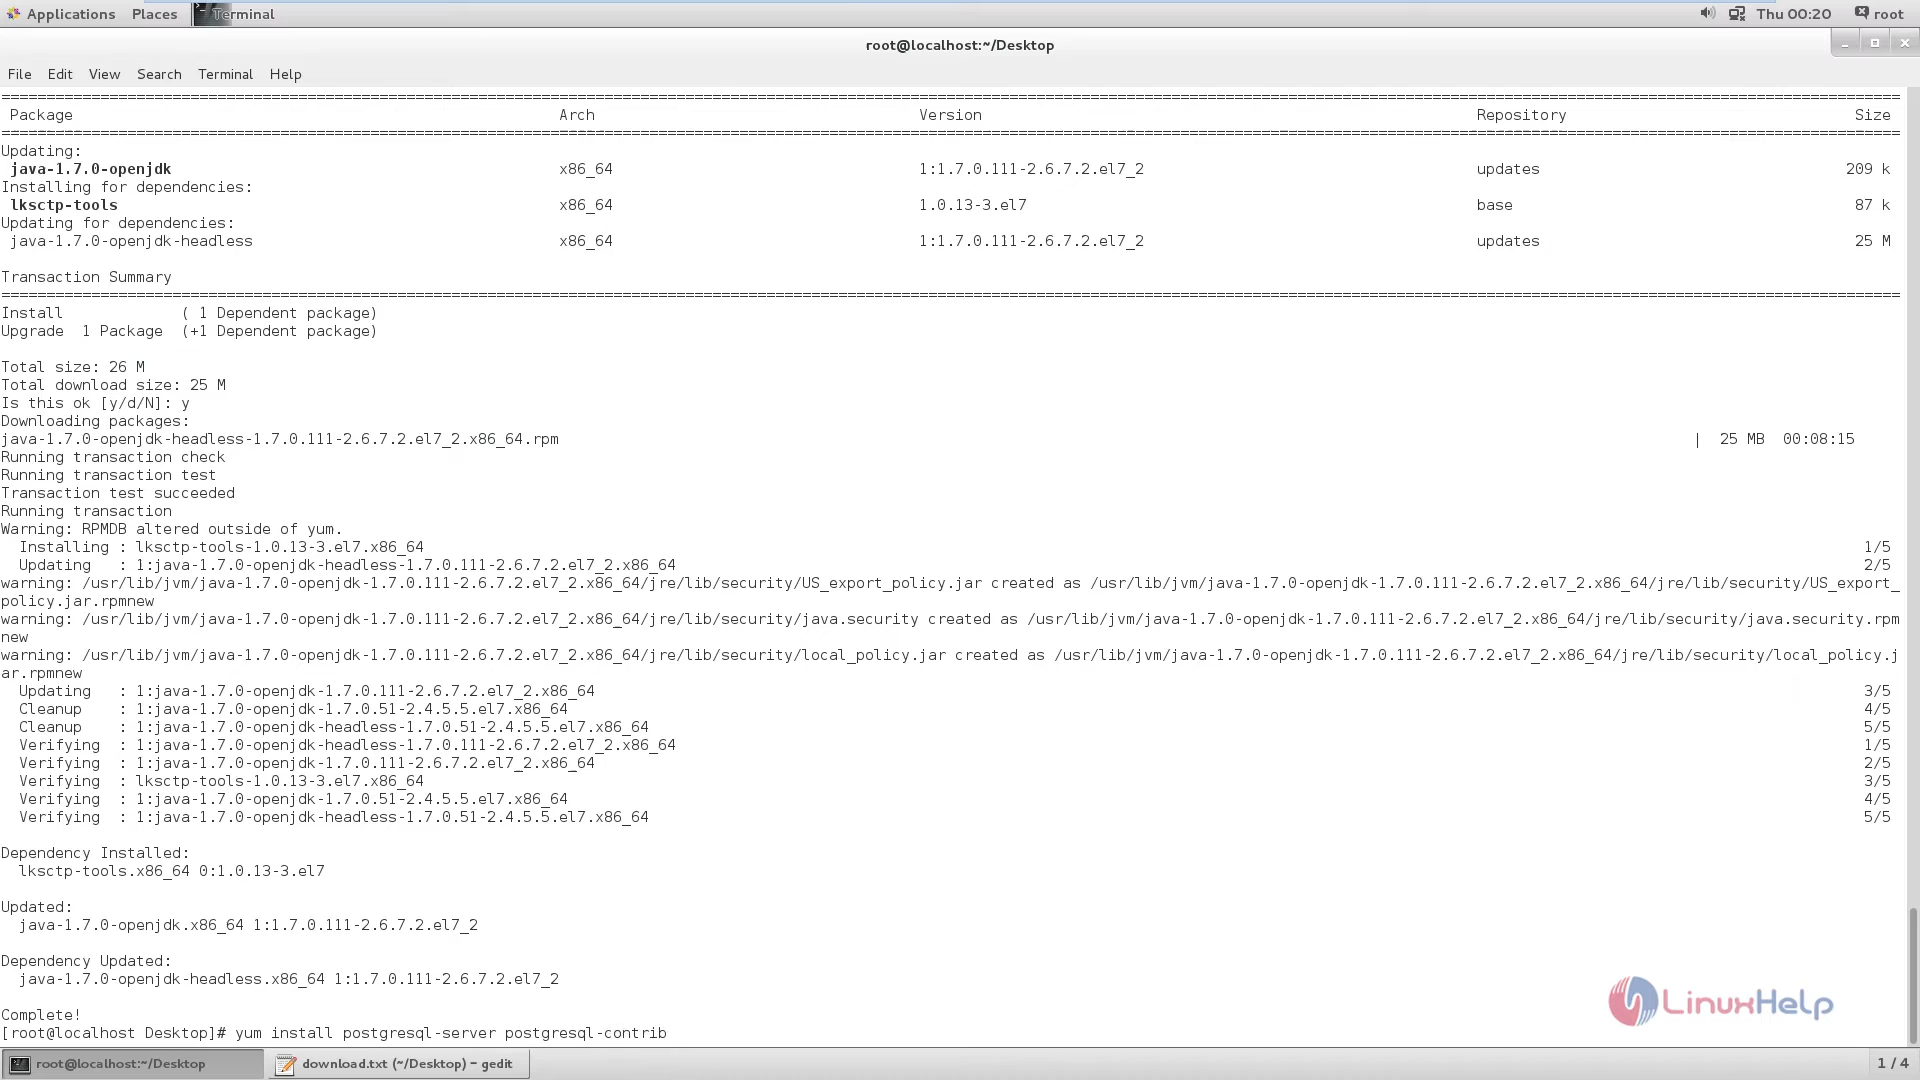 Applications Places Terminal Thu 00:20 root
root@localhost:~/Desktop
File Edit View Search Terminal Help
================================================================================
Package Arch Version Repository Size
================================================================================
Updating:
java-1.7.0-openjdk x86_64 1:1.7.0.111-2.6.7.2.el7_2 updates 209 k
Installing for dependencies:
lksctp-tools x86_64 1.0.13-3.el7 base 87 k
Updating for dependencies:
java-1.7.0-openjdk-headless x86_64 1:1.7.0.111-2.6.7.2.el7_2 updates 25 M
Transaction Summary
================================================================================
Install ( 1 Dependent package)
Upgrade 1 Package (+1 Dependent package)
Total size: 26 M
Total download size: 25 M
Is this ok [y/d/N]: y
Downloading packages:
java-1.7.0-openjdk-headless-1.7.0.111-2.6.7.2.el7_2.x86_64.rpm | 25 MB 00:08:15
Running transaction check
Running transaction test
Transaction test succeeded
Running transaction
Warning: RPMDB altered outside of yum.
Installing : lksctp-tools-1.0.13-3.el7.x86_64 1/5
Updating : 1:java-1.7.0-openjdk-headless-1.7.0.111-2.6.7.2.el7_2.x86_64 2/5
warning: /usr/lib/jvm/java-1.7.0-openjdk-1.7.0.111-2.6.7.2.el7_2.x86_64/jre/lib/security/US_export_policy.jar created as /usr/lib/jvm/java-1.7.0-openjdk-1.7.0.111-2.6.7.2.el7_2.x86_64/jre/lib/security/US_export_
policy.jar.rpmnew
warning: /usr/lib/jvm/java-1.7.0-openjdk-1.7.0.111-2.6.7.2.el7_2.x86_64/jre/lib/security/java.security created as /usr/lib/jvm/java-1.7.0-openjdk-1.7.0.111-2.6.7.2.el7_2.x86_64/jre/lib/security/java.security.rpm
new
warning: /usr/lib/jvm/java-1.7.0-openjdk-1.7.0.111-2.6.7.2.el7_2.x86_64/jre/lib/security/local_policy.jar created as /usr/lib/jvm/java-1.7.0-openjdk-1.7.0.111-2.6.7.2.el7_2.x86_64/jre/lib/security/local_policy.j
ar.rpmnew
Updating : 1:java-1.7.0-openjdk-1.7.0.111-2.6.7.2.el7_2.x86_64 3/5
Cleanup : 1:java-1.7.0-openjdk-1.7.0.51-2.4.5.5.el7.x86_64 4/5
Cleanup : 1:java-1.7.0-openjdk-headless-1.7.0.51-2.4.5.5.el7.x86_64 5/5
Verifying : 1:java-1.7.0-openjdk-headless-1.7.0.111-2.6.7.2.el7_2.x86_64 1/5
Verifying : 1:java-1.7.0-openjdk-1.7.0.111-2.6.7.2.el7_2.x86_64 2/5
Verifying : lksctp-tools-1.0.13-3.el7.x86_64 3/5
Verifying : 1:java-1.7.0-openjdk-1.7.0.51-2.4.5.5.el7.x86_64 4/5
Verifying : 1:java-1.7.0-openjdk-headless-1.7.0.51-2.4.5.5.el7.x86_64 5/5
Dependency Installed:
lksctp-tools.x86_64 0:1.0.13-3.el7
Updated:
java-1.7.0-openjdk.x86_64 1:1.7.0.111-2.6.7.2.el7_2
Dependency Updated:
java-1.7.0-openjdk-headless.x86_64 1:1.7.0.111-2.6.7.2.el7_2
LinuxHelp
Complete!
[root@localhost Desktop]# yum install postgresql-server postgresql-contrib
root@localhost:~/Desktop download.txt (~/Desktop) - gedit 1 / 4